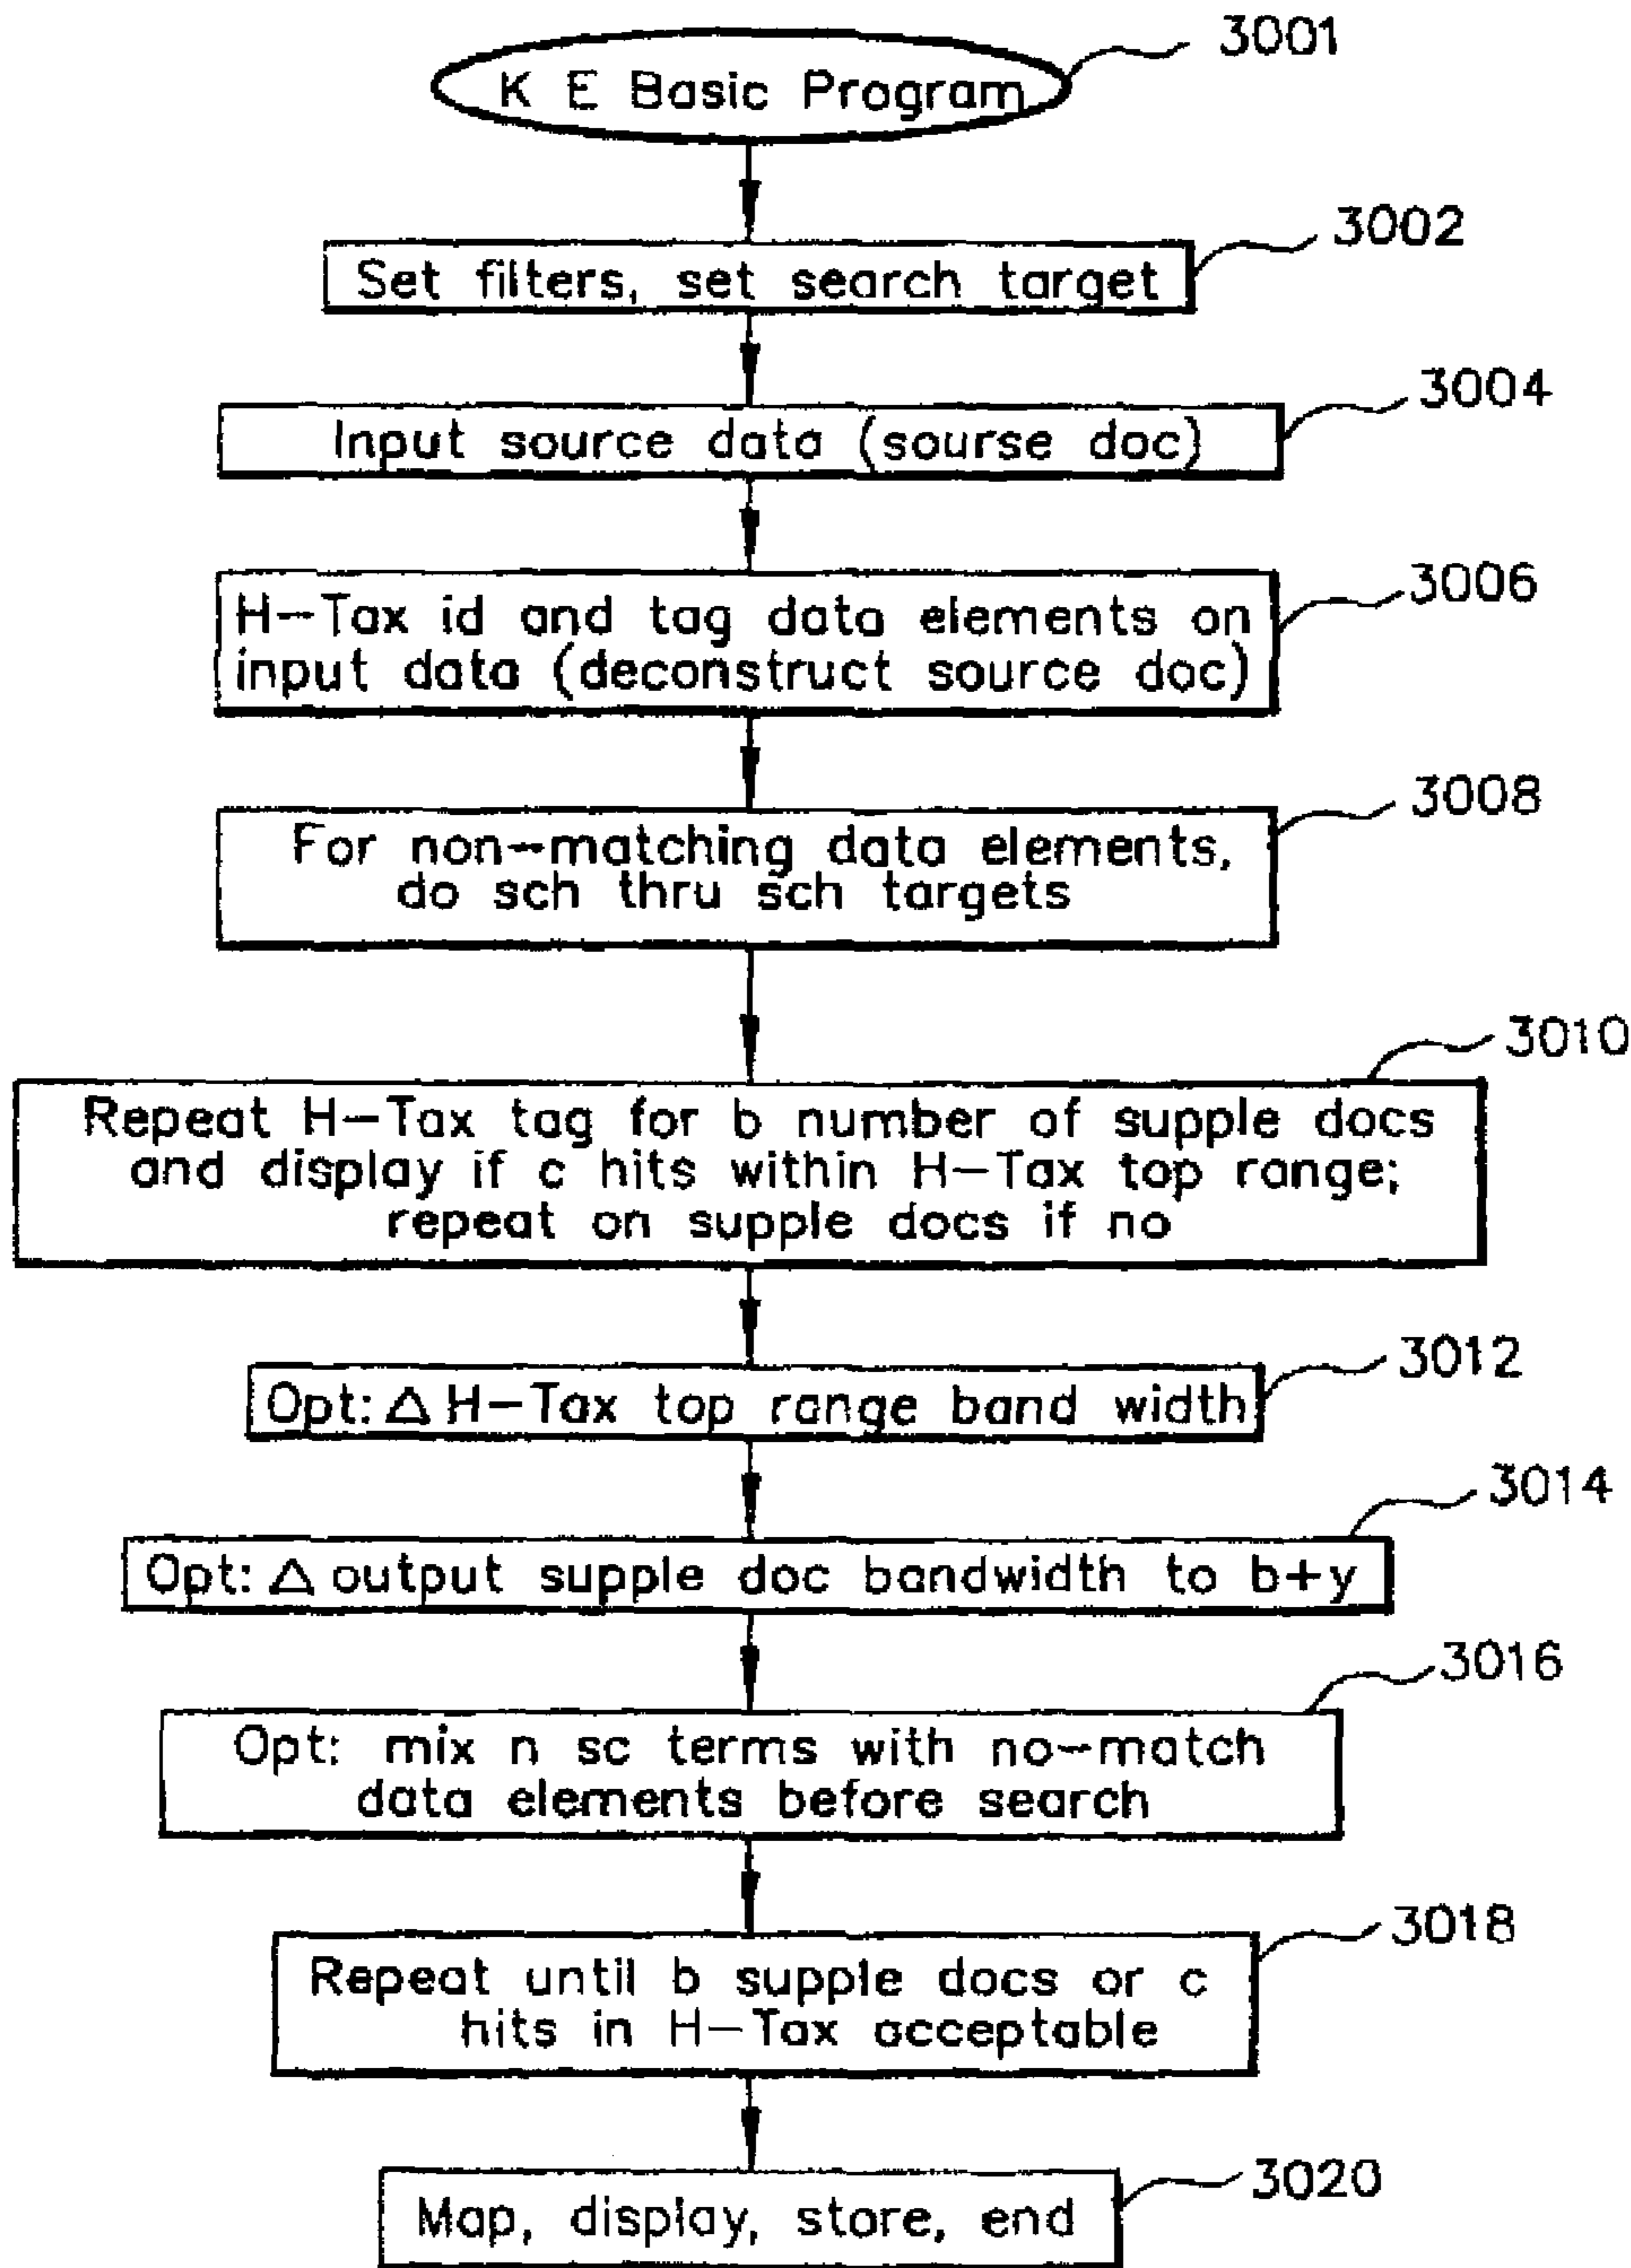 K E Basic Program
3001
Set filters, set search target
3002
Input source data (sourse doc)
3004
H-Tax id and tag data elements on
input data (deconstruct source doc)
3006
For non-matching data elements,
do sch thru sch targets
3008
Repeat H-Tax tag for b number of supple docs
and display if c hits within H-Tax top range;
repeat on supple docs if no
3010
Opt: Δ H-Tax top range band width
3012
Opt: Δ output supple doc bandwidth to b+y
3014
Opt: mix n sc terms with no-match
data elements before search
3016
Repeat until b supple docs or c
hits in H-Tax acceptable
3018
Map, display, store, end
3020